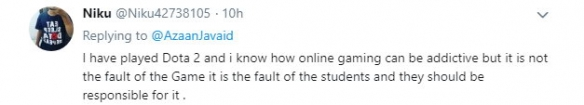 Niku @Niku42738105 · 10h
Replying to @AzaanJavaid
I have played Dota 2 and i know how online gaming can be addictive but it is not
the fault of the Game it is the fault of the students and they should be
responsible for it .